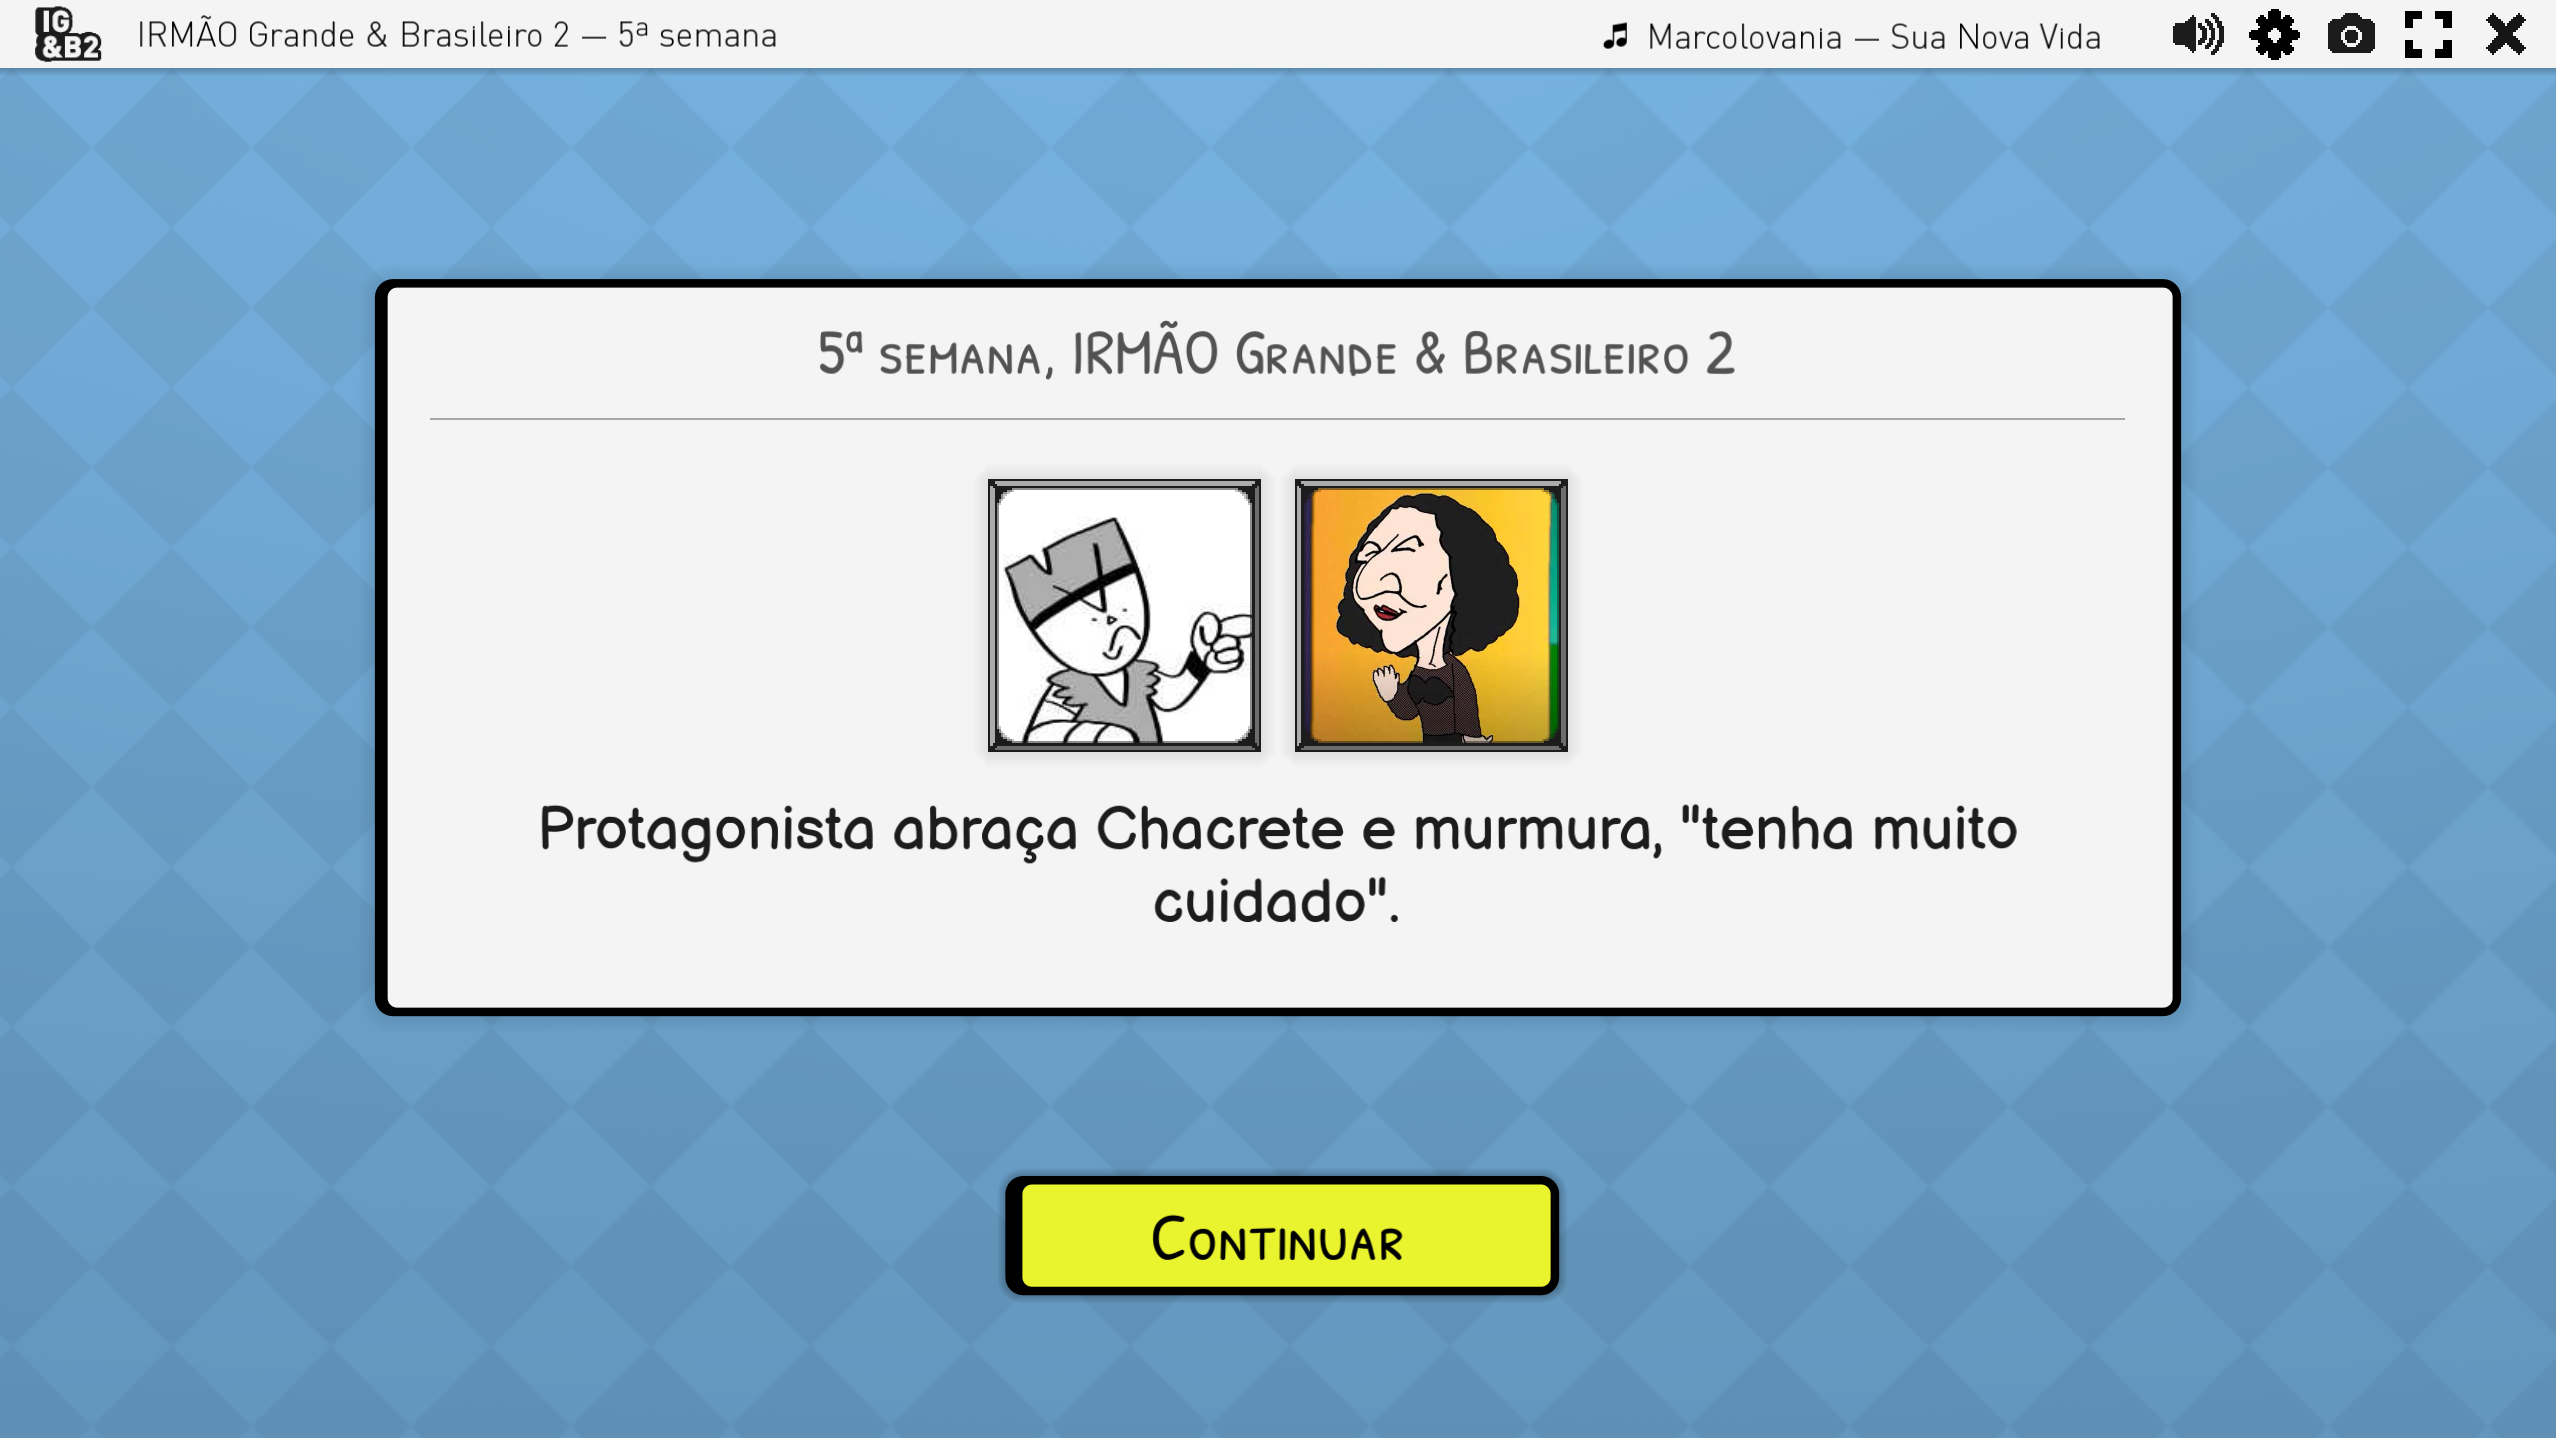 IG
&B2
IRMÃO Grande & Brasileiro 2 — 5ª semana
Marcolovania — Sua Nova Vida
5ª semana, IRMÃO Grande & Brasileiro 2
Protagonista abraça Chacrete e murmura, "tenha muito
cuidado".
Continuar